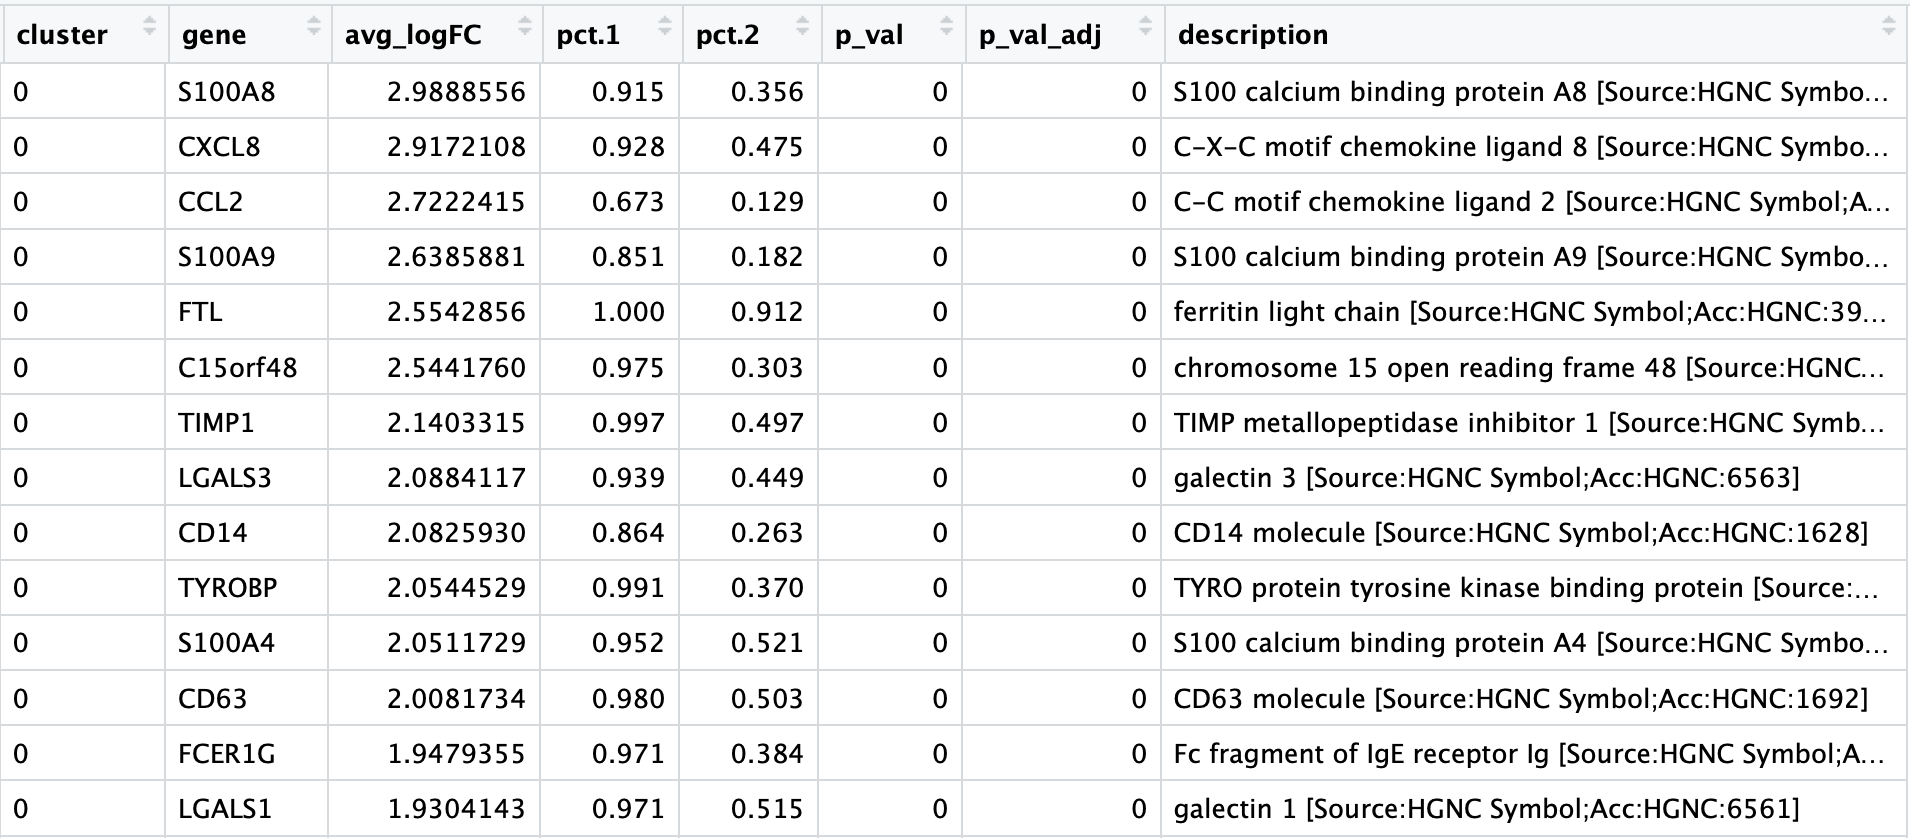 cluster gene avg_logFC pct.1 pct.2 p_val p_val_adj description
0 S100A8 2.9888556 0.915 0.356 0 0 S100 calcium binding protein A8 [Source:HGNC Symbo...
0 CXCL8 2.9172108 0.928 0.475 0 0 C-X-C motif chemokine ligand 8 [Source:HGNC Symbo...
0 CCL2 2.7222415 0.673 0.129 0 0 C-C motif chemokine ligand 2 [Source:HGNC Symbol;A...
0 S100A9 2.6385881 0.851 0.182 0 0 S100 calcium binding protein A9 [Source:HGNC Symbo...
0 FTL 2.5542856 1.000 0.912 0 0 ferritin light chain [Source:HGNC Symbol;Acc:HGNC:39...
0 C15orf48 2.5441760 0.975 0.303 0 0 chromosome 15 open reading frame 48 [Source:HGNC...
0 TIMP1 2.1403315 0.997 0.497 0 0 TIMP metallopeptidase inhibitor 1 [Source:HGNC Symb...
0 LGALS3 2.0884117 0.939 0.449 0 0 galectin 3 [Source:HGNC Symbol;Acc:HGNC:6563]
0 CD14 2.0825930 0.864 0.263 0 0 CD14 molecule [Source:HGNC Symbol;Acc:HGNC:1628]
0 TYROBP 2.0544529 0.991 0.370 0 0 TYRO protein tyrosine kinase binding protein [Source:...
0 S100A4 2.0511729 0.952 0.521 0 0 S100 calcium binding protein A4 [Source:HGNC Symbo...
0 CD63 2.0081734 0.980 0.503 0 0 CD63 molecule [Source:HGNC Symbol;Acc:HGNC:1692]
0 FCER1G 1.9479355 0.971 0.384 0 0 Fc fragment of IgE receptor Ig [Source:HGNC Symbol;A...
0 LGALS1 1.9304143 0.971 0.515 0 0 galectin 1 [Source:HGNC Symbol;Acc:HGNC:6561]